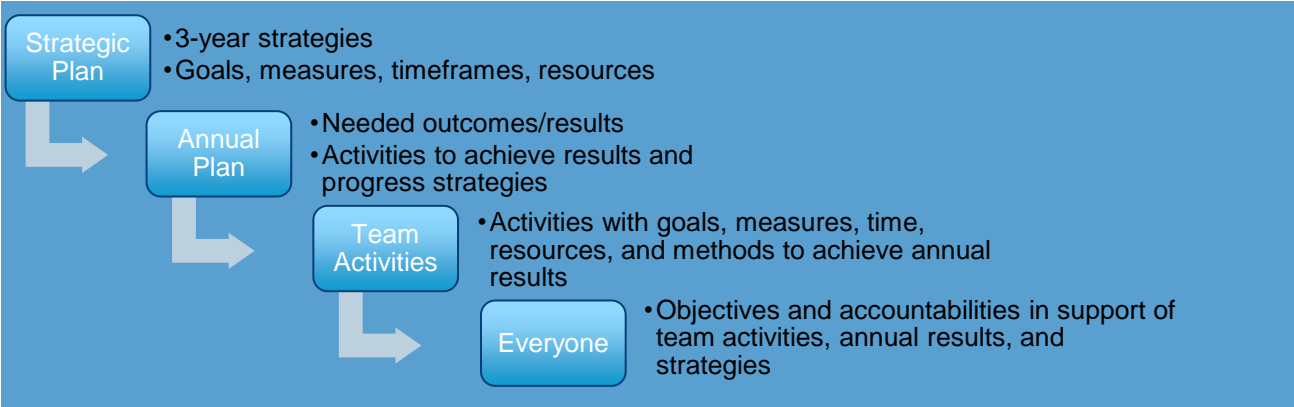 Strategic
Plan
•3-year strategies
•Goals, measures, timeframes, resources
Annual
Plan
•Needed outcomes/results
•Activities to achieve results and
progress strategies
Team
Activities
•Activities with goals, measures, time,
resources, and methods to achieve annual
results
Everyone
•Objectives and accountabilities in support of
team activities, annual results, and
strategies